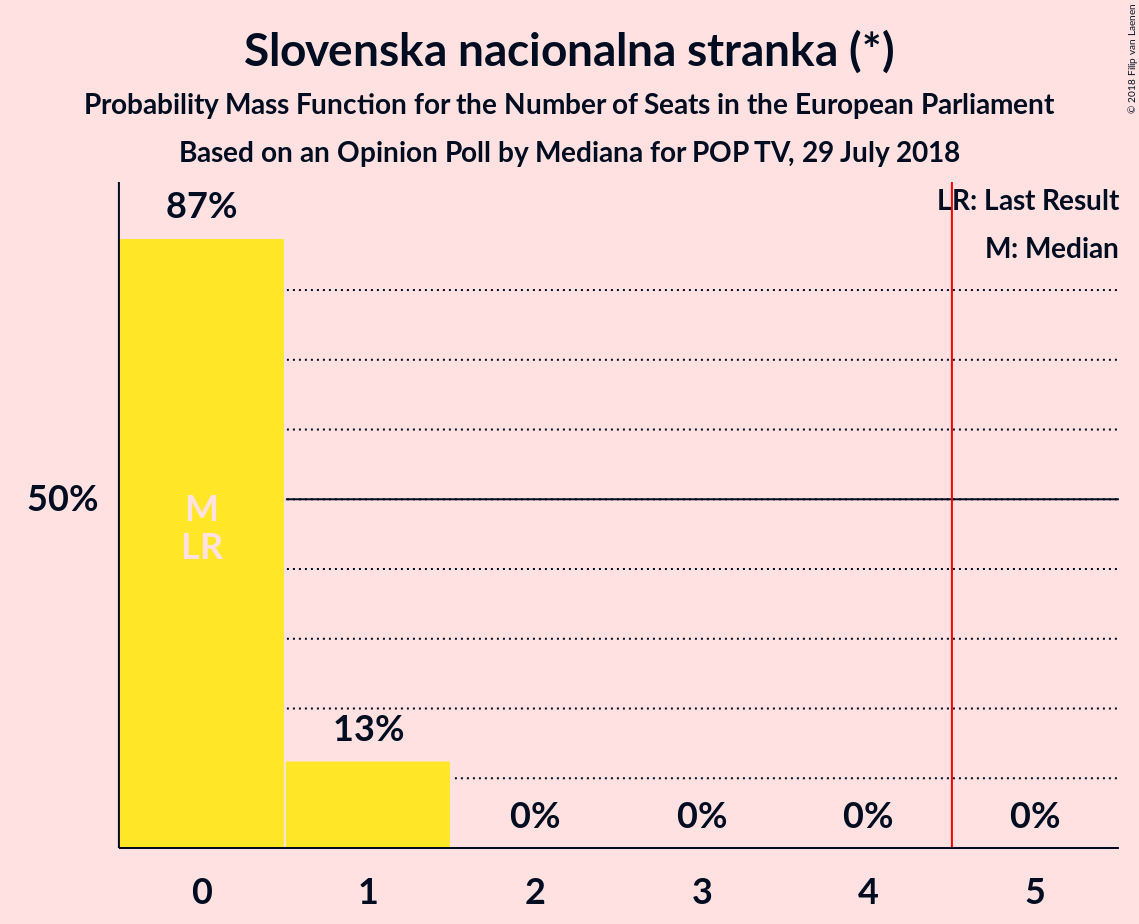 Slovenska nacionalna stranka (*)
Probability Mass Function for the Number of Seats in the European Parliament
Based on an Opinion Poll by Mediana for POP TV, 29 July 2018
© 2018 Filip van Laenen
LR: Last Result
M: Median
87%
50%
M
LR
13%
0%
0%
0%
0%
0
1
2
3
4
5